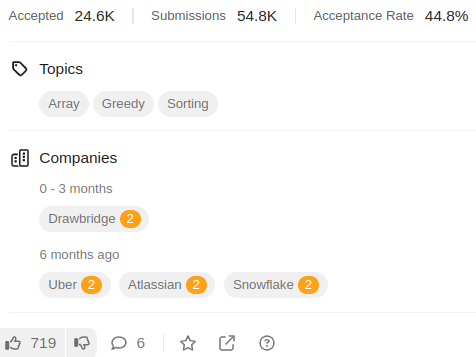 Accepted 24.6K Submissions 54.8K Acceptance Rate 44.8%
Topics
Array Greedy Sorting
Companies
0 - 3 months
Drawbridge 2
6 months ago
Uber 2 Atlassian 2 Snowflake 2
719 6